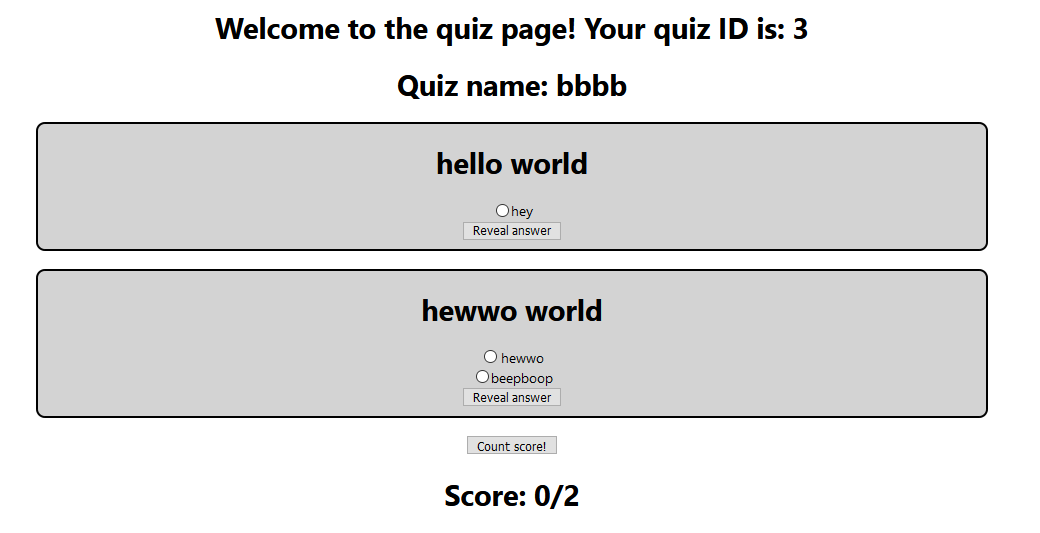 Welcome to the quiz page! Your quiz ID is: 3
Quiz name: bbbb
hello world
hey
Reveal answer
hewwo world
hewwo
beepboop
Reveal answer
Count score!
Score: 0/2